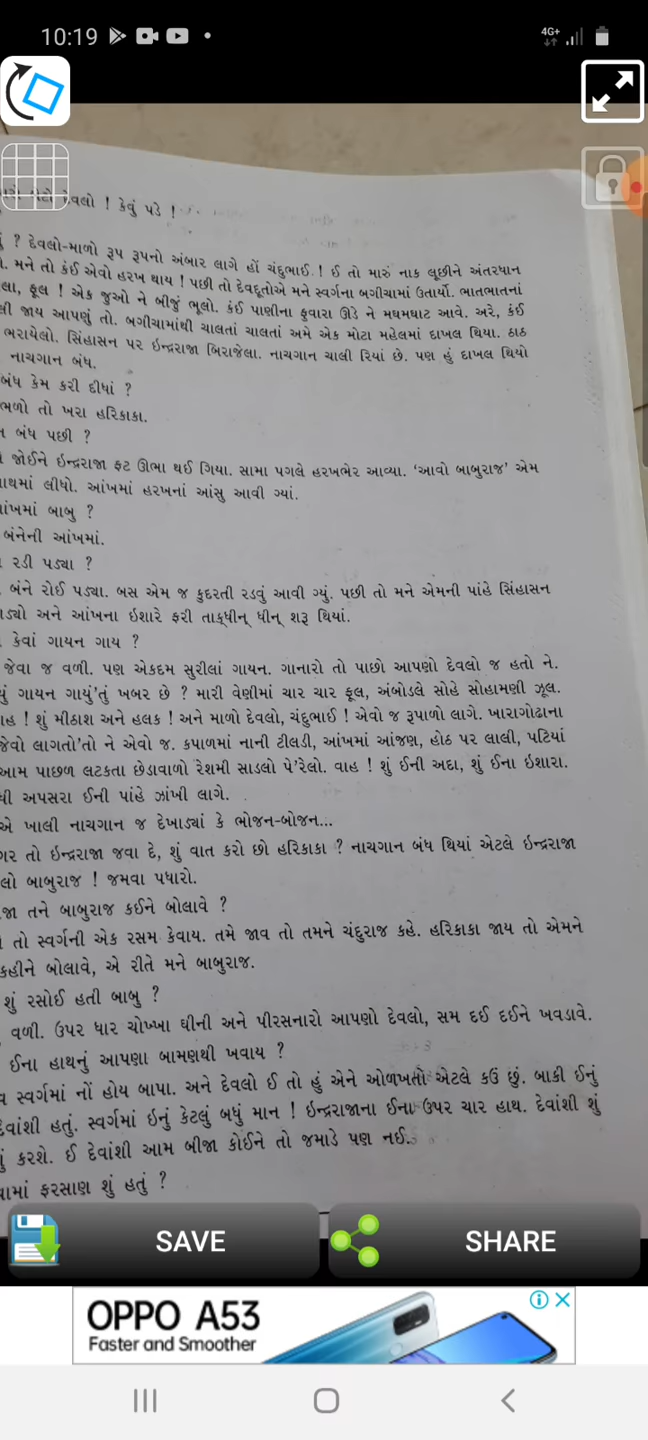 10:19
4G+
દેવલો ! કેવું પડે !
? દેવલો-માળો રૂપ રૂપનો અંબાર લાગે હોં ચંદુભાઈ ! ઈ તો મારું નાક લૂછીને અંતરધાન
. મને તો કંઈ એવો હરખ થાય ! પછી તો દેવદૂતોએ મને સ્વર્ગના બગીચામાં ઉતાર્યો. ભાતભાતનાં
લા, ફૂલ ! એક જુઓ ને બીજું ભૂલો. કંઈ પાણીના ફુવારા ઊડે ને મઘમઘાટ આવે. અરે, કંઈ
લી જાય આપણું તો. બગીચામાંથી ચાલતાં ચાલતાં અમે એક મોટા મહેલમાં દાખલ થિયા. ઠાઠ
ભરાયેલો. સિંહાસન પર ઇન્દ્રરાજા બિરાજેલા. નાચગાન ચાલી રિયાં છે. પણ હું દાખલ થિયો
નાચગાન બંધ.
બંધ કેમ કરી દીધાં ?
ભળો તો ખરા હરિકાકા.
બંધ પછી ?
જોઈને ઇન્દ્રરાજા ફટ ઊભા થઈ ગિયા. સામા પગલે હરખભેર આવ્યા. ‘આવો બાબુરાજ’ એમ
ાથમાં લીધો. આંખમાં હરખનાં આંસુ આવી ગ્યાં.
ાંખમાં બાબુ ?
બંનેની આંખમાં.
રડી પડ્યા ?
બંને રોઈ પડ્યા. બસ એમ જ કુદરતી રડવું આવી ગ્યું. પછી તો મને એમની પાંહે સિંહાસન
ાડ્યો અને આંખના ઇશારે ફરી તાક્ધીન્ ધીન્ શરૂ થિયાં.
કેવાં ગાયન ગાય ?
જેવા જ વળી. પણ એકદમ સુરીલાં ગાયન. ગાનારો તો પાછો આપણો દેવલો જ હતો ને.
યું ગાયન ગાયું'તું ખબર છે ? મારી વેણીમાં ચાર ચાર ફૂલ, અંબોડલે સોહે સોહામણી ઝૂલ.
ાહ ! શું મીઠાશ અને હલક ! અને માળો દેવલો, ચંદુભાઈ ! એવો જ રૂપાળો લાગે. ખારાગોઢાના
જેવો લાગતો'તો ને એવો જ. કપાળમાં નાની ટીલડી, આંખમાં આંજણ, હોઠ પર લાલી, પટિયાં
આમ પાછળ લટકતા છેડાવાળો રેશમી સાડલો પે'રેલો. વાહ ! શું ઈની અદા, શું ઈના ઇશારા.
ધી અપસરા ઈની પાંહે ઝાંખી લાગે.
એ ખાલી નાચગાન જ દેખાડ્યાં કે ભોજન-બોજન...
ગર તો ઇન્દ્રરાજા જવા દે, શું વાત કરો છો હરિકાકા ? નાચગાન બંધ થિયાં એટલે ઇન્દ્રરાજા
લો બાબુરાજ ! જમવા પધારો.
જા તને બાબુરાજ કઈને બોલાવે ?
તો સ્વર્ગની એક રસમ કેવાય. તમે જાવ તો તમને ચંદુરાજ કહે. હરિકાકા જાય તો એમને
કહીને બોલાવે, એ રીતે મને બાબુરાજ.
શું રસોઈ હતી બાબુ ?
વળી. ઉપર ધાર ચોખ્ખા ઘીની અને પીરસનારો આપણો દેવલો, સમ દઈ દઈને ખવડાવે.
ઈના હાથનું આપણા બામણથી ખવાય ?
સ્વર્ગમાં નોં હોય બાપા. અને દેવલો ઈ તો હું એને ઓળખતો એટલે કઉં છું. બાકી ઈનું
દેવાંશી હતું. સ્વર્ગમાં ઇનું કેટલું બધું માન ! ઇન્દ્રરાજાના ઈના ઉપર ચાર હાથ. દેવાંશી શું
કરશે. ઈ દેવાંશી આમ બીજા કોઈને તો જમાડે પણ નઈ.
ામાં ફરસાણ શું હતું ?
SAVE
SHARE
OPPO A53
Faster and Smoother